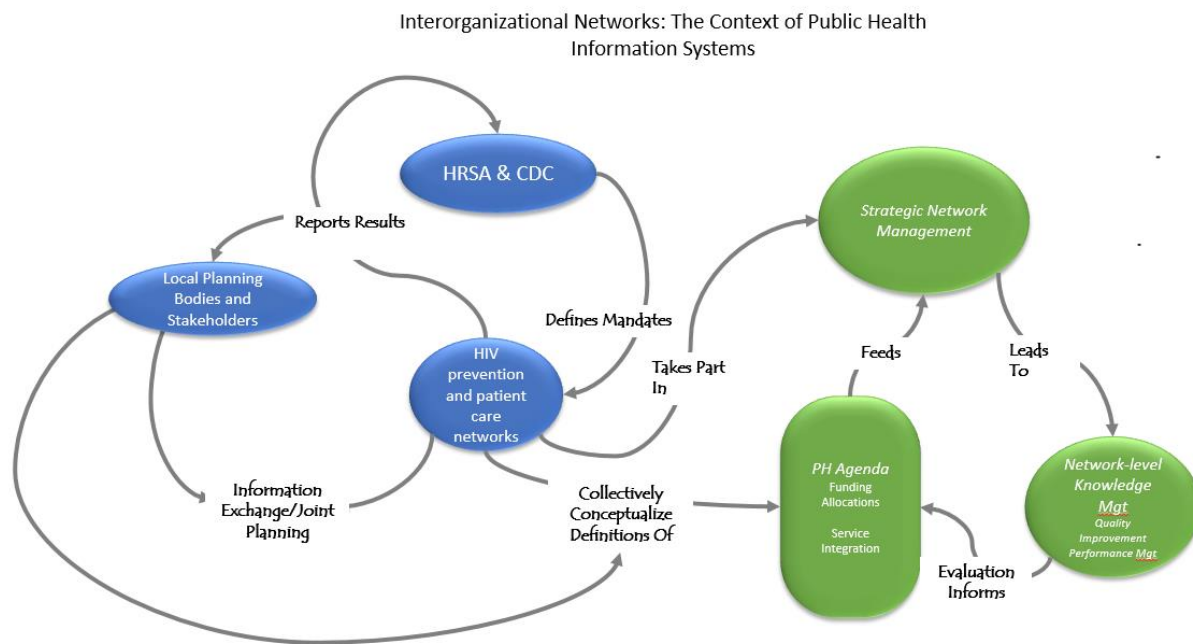 Interorganizational Networks: The Context of Public Health
Information Systems
HRSA & CDC
Reports Results
Local Planning
Bodies and
Stakeholders
Defines Mandates
HIV
prevention
and patient
care
networks
Takes Part
In
Information
Exchange/Joint
Planning
Collectively
Conceptualize
Definitions Of
Strategic Network
Management
Feeds
Leads
To
PH Agenda
Funding
Allocations
Service
Integration
Network-level
Knowledge
Mgt
Quality
Improvement
Performance Mgt
Evaluation
Informs